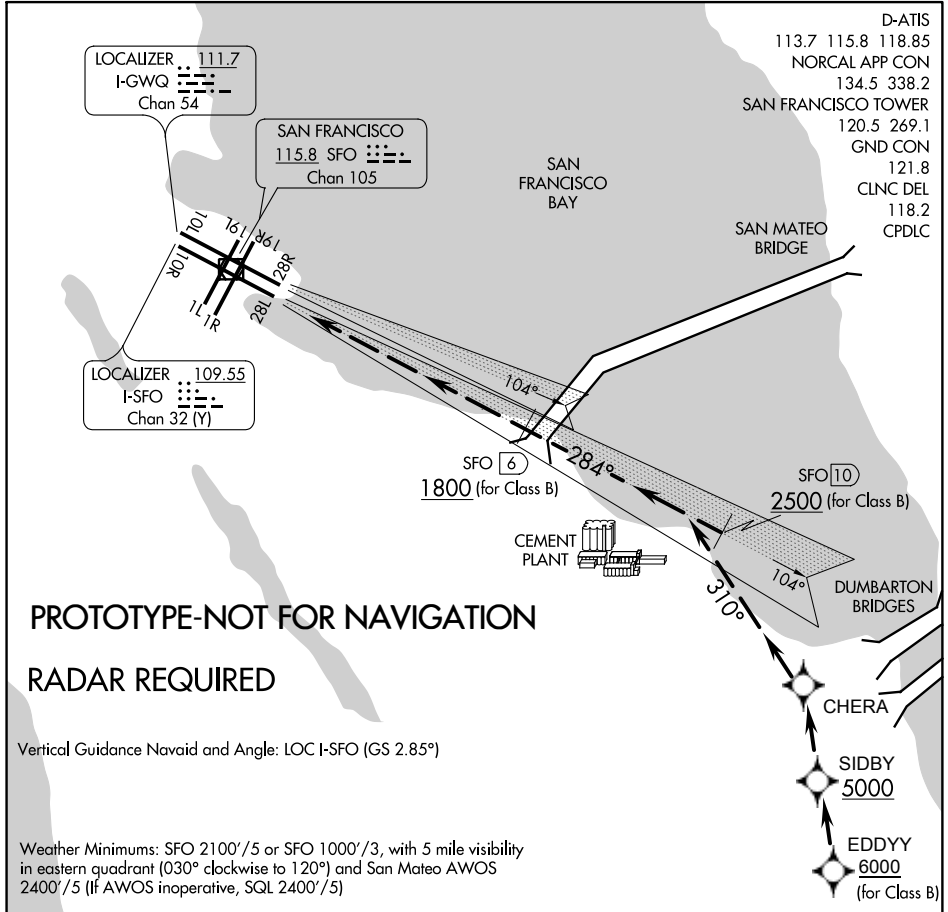 D-ATIS
113.7 115.8 118.85
NORCAL APP CON
134.5 338.2
SAN FRANCISCO TOWER
120.5 269.1
GND CON
121.8
CLNC DEL
118.2
CPDLC
LOCALIZER 111.7
I-GWQ
Chan 54
SAN FRANCISCO
115.8 SFO
Chan 105
SAN
FRANCISCO
BAY
SAN MATEO
BRIDGE
10L
19L
19R
10R
28R
1L
1R
28L
LOCALIZER 109.55
I-SFO
Chan 32 (Y)
104°
284°
SFO 6
1800 (for Class B)
SFO 10
2500 (for Class B)
CEMENT
PLANT
104°
310°
DUMBARTON
BRIDGES
PROTOTYPE-NOT FOR NAVIGATION
RADAR REQUIRED
CHERA
Vertical Guidance Navaid and Angle: LOC I-SFO (GS 2.85°)
SIDBY
5000
EDDYY
6000
(for Class B)
Weather Minimums: SFO 2100'/5 or SFO 1000'/3, with 5 mile visibility
in eastern quadrant (030° clockwise to 120°) and San Mateo AWOS
2400'/5 (If AWOS inoperative, SQL 2400'/5)